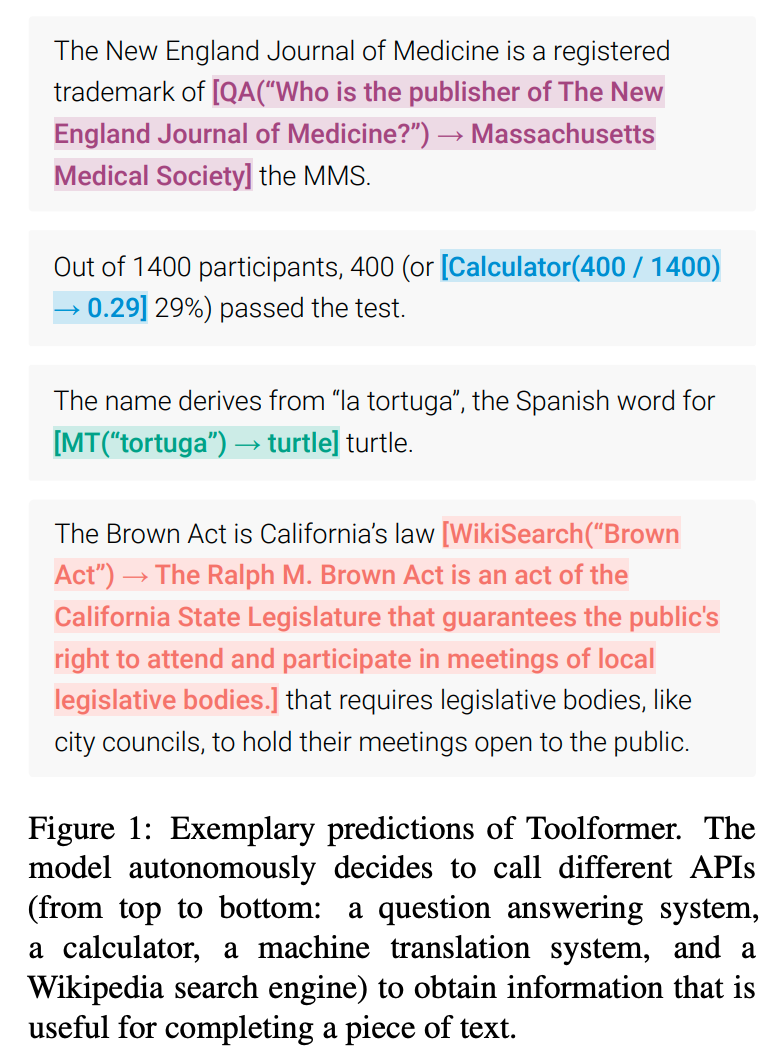 The New England Journal of Medicine is a registered
trademark of [QA(“Who is the publisher of The New
England Journal of Medicine?”) → Massachusetts
Medical Society] the MMS.
Out of 1400 participants, 400 (or [Calculator(400 / 1400)
→ 0.29] 29%) passed the test.
The name derives from “la tortuga”, the Spanish word for
[MT(“tortuga”) → turtle] turtle.
The Brown Act is California’s law [WikiSearch(“Brown
Act”) → The Ralph M. Brown Act is an act of the
California State Legislature that guarantees the public's
right to attend and participate in meetings of local
legislative bodies.] that requires legislative bodies, like
city councils, to hold their meetings open to the public.
Figure 1: Exemplary predictions of Toolformer. The
model autonomously decides to call different APIs
(from top to bottom: a question answering system,
a calculator, a machine translation system, and a
Wikipedia search engine) to obtain information that is
useful for completing a piece of text.